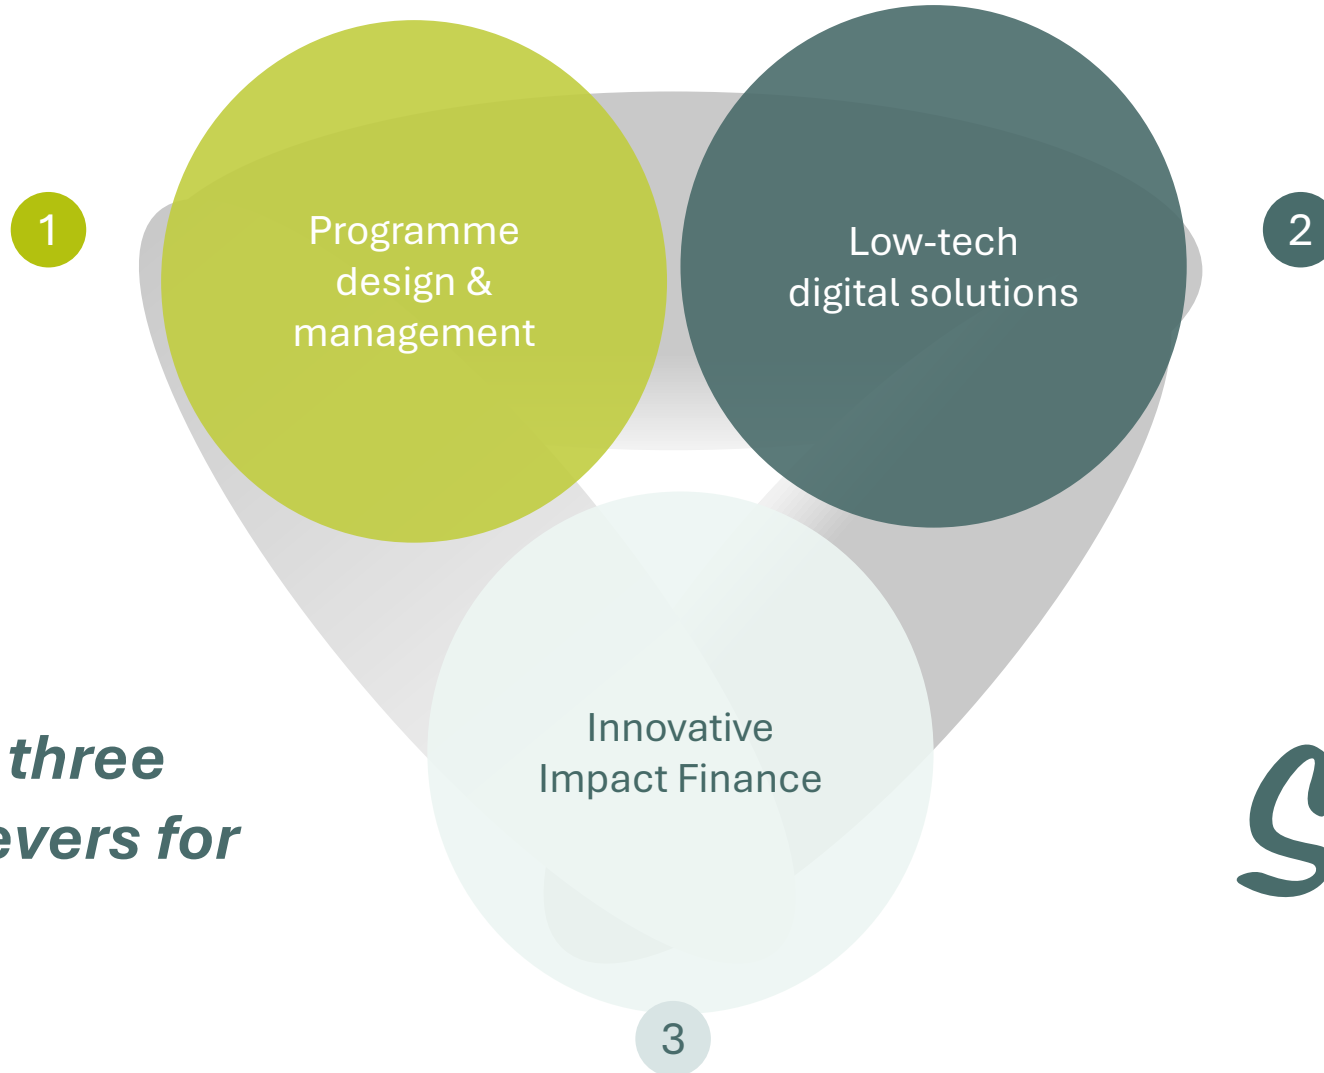 1
Programme
design &
management
Low-tech
digital solutions
2
Innovative
Impact Finance
three
evers for
S
3